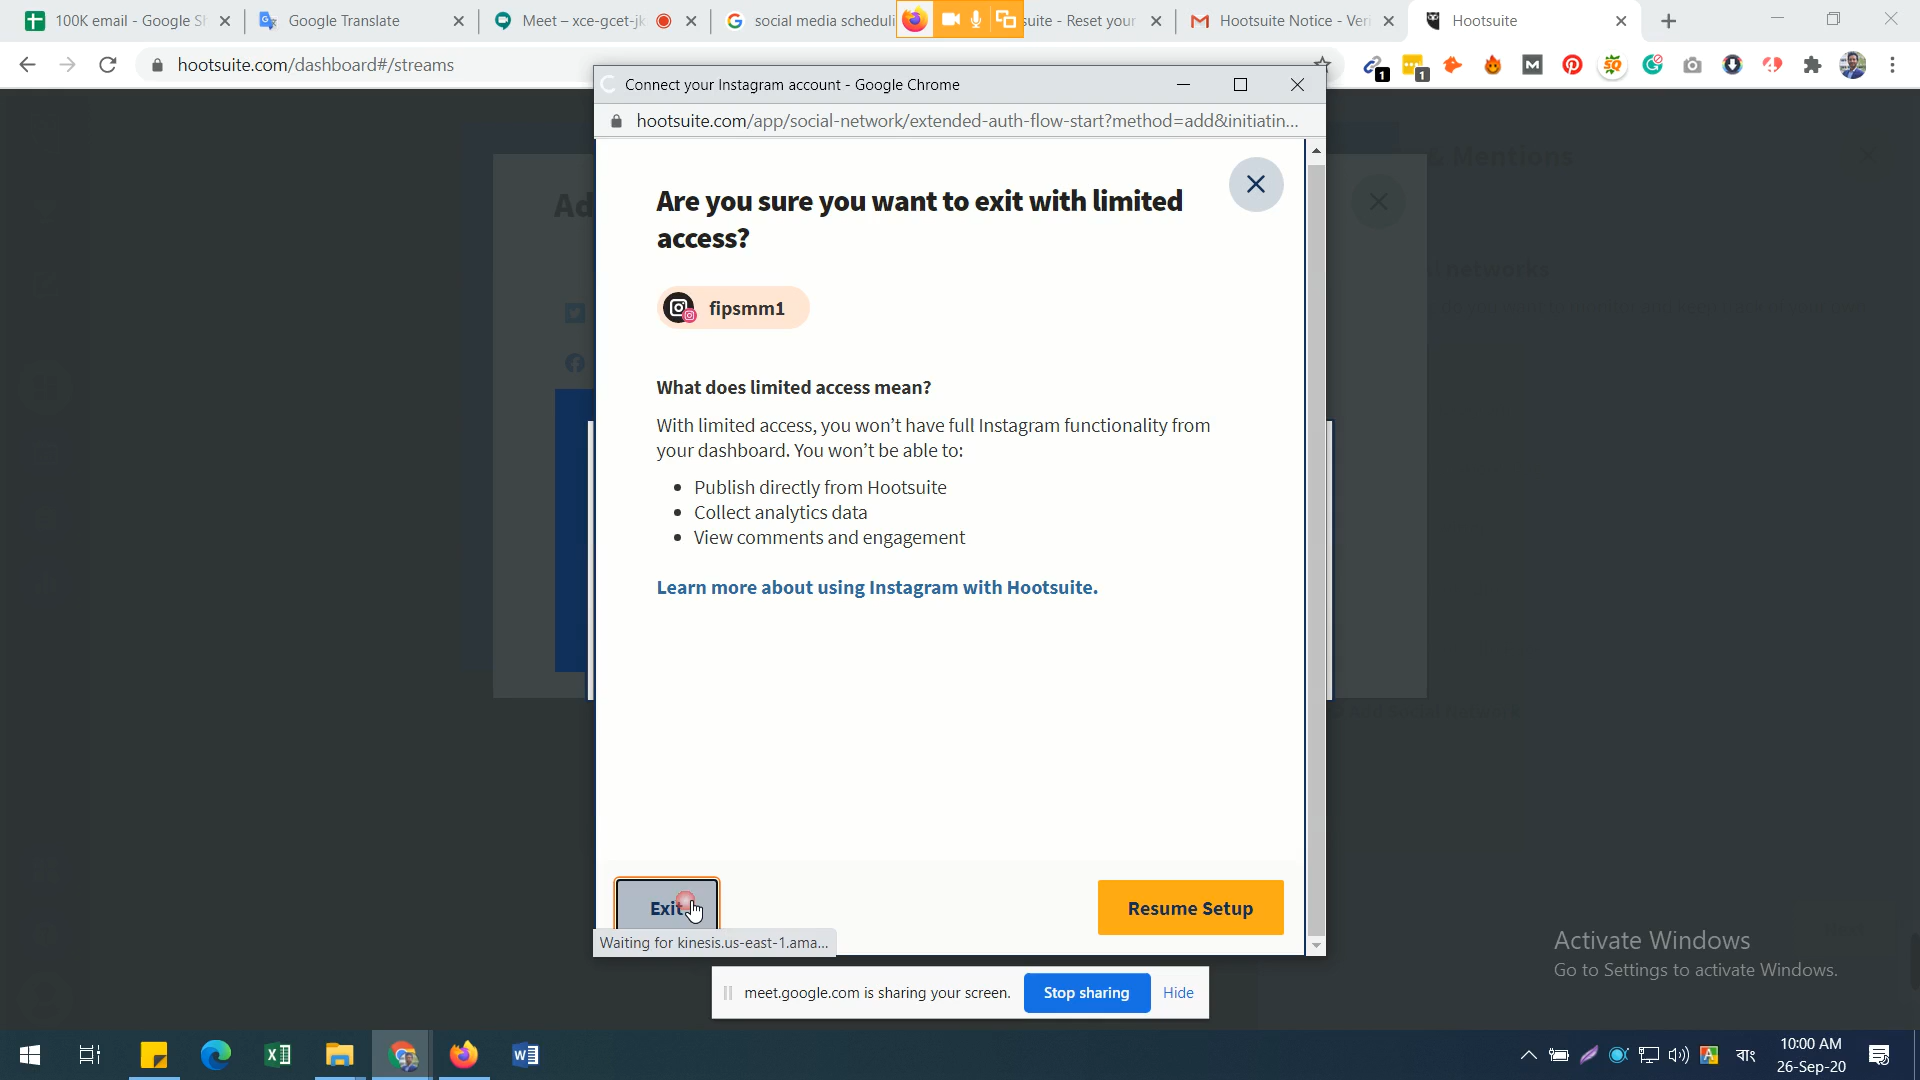 100K email - Google Sh
Google Translate
Meet – xce-gcet-jk
social media scheduli
suite - Reset your
Hootsuite Notice - Veri
Hootsuite
hootsuite.com/dashboard#/streams
1
1
Connect your Instagram account - Google Chrome
hootsuite.com/app/social-network/extended-auth-flow-start?method=add&initiatin...
Mentions
Ad
Are you sure you want to exit with limited
access?
fipsmm1
What does limited access mean?
With limited access, you won't have full Instagram functionality from
your dashboard. You won't be able to:
• Publish directly from Hootsuite
• Collect analytics data
• View comments and engagement
Learn more about using Instagram with Hootsuite.
Exit
Resume Setup
Waiting for kinesis.us-east-1.ama...
Activate Windows
Go to Settings to activate Windows.
meet.google.com is sharing your screen.
Stop sharing
Hide
বাং
10:00 AM
26-Sep-20